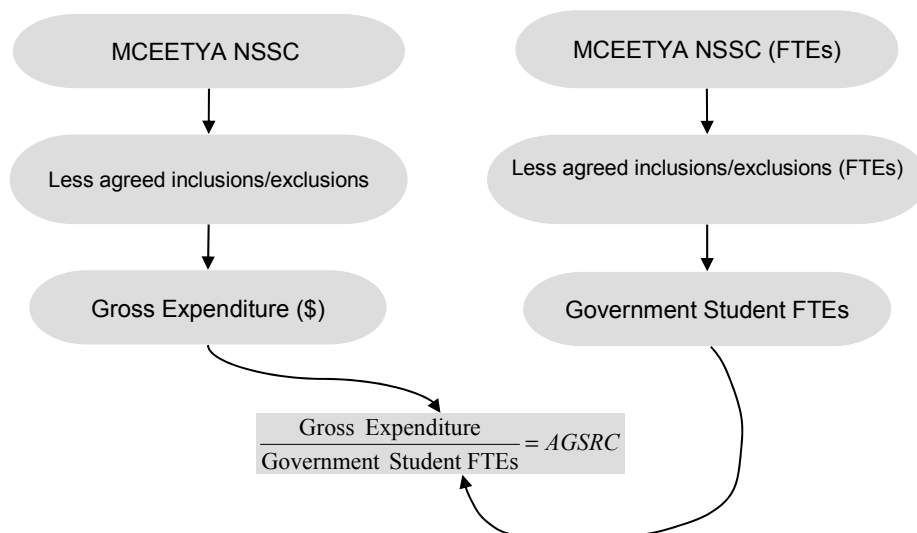 MCEETYA NSSC
Less agreed inclusions/exclusions
Gross Expenditure ($)
MCEETYA NSSC (FTEs)
Less agreed inclusions/exclusions (FTEs)
Government Student FTEs
Gross Expenditure
Government Student FTEs
= AGSRC